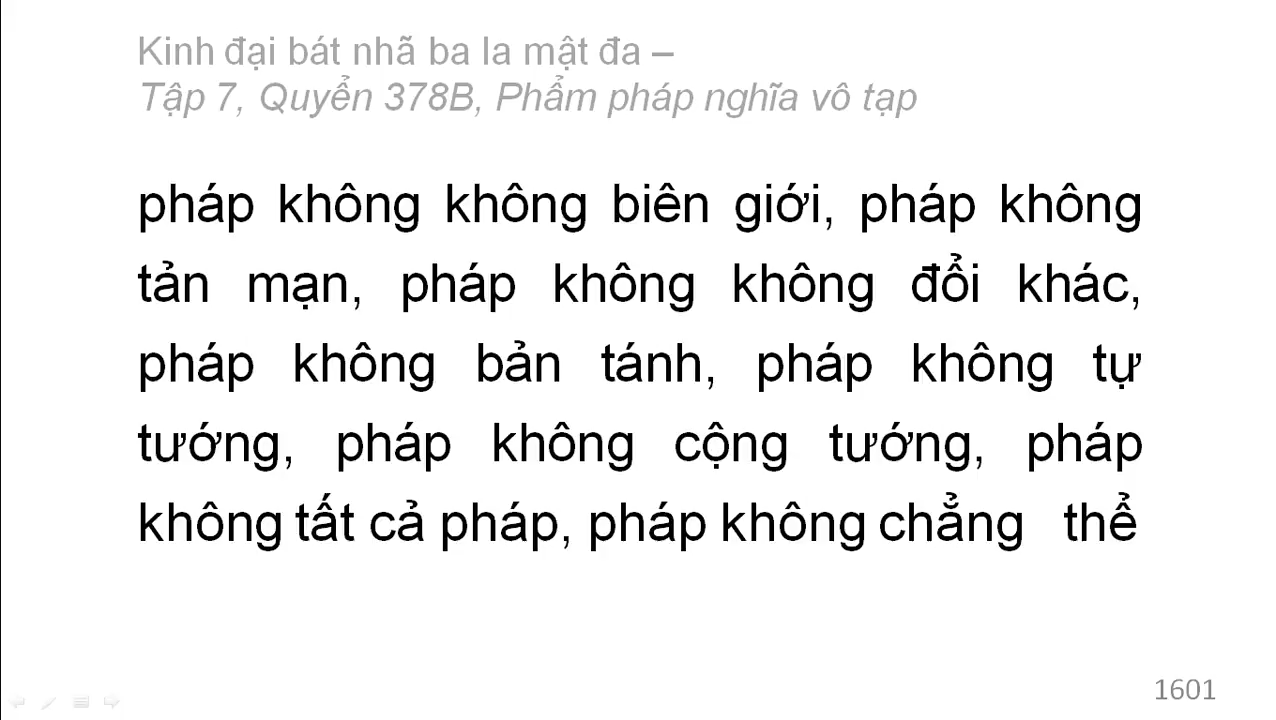 Kinh đại bát nhã ba la mật đa –
Tập 7, Quyển 378B, Phẩm pháp nghĩa vô tạp
pháp không không biên giới, pháp không
tản mạn, pháp không không đổi khác,
pháp không bản tánh, pháp không tự
tướng, pháp không cộng tướng, pháp
không tất cả pháp, pháp không chẳng thể
1601